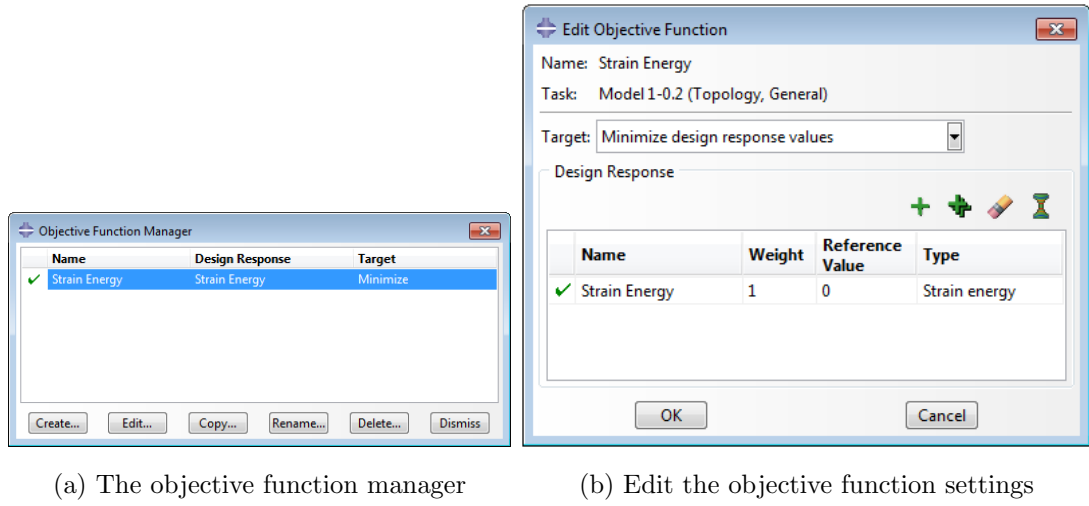 Objective Function Manager
Name Design Response Target
Strain Energy Strain Energy Minimize
Create... Edit... Copy... Rename... Delete... Dismiss
(a) The objective function manager
Edit Objective Function
Name: Strain Energy
Task: Model 1-0.2 (Topology, General)
Target: Minimize design response values
Design Response
Name Weight Reference Value Type
Strain Energy 1 0 Strain energy
OK Cancel
(b) Edit the objective function settings